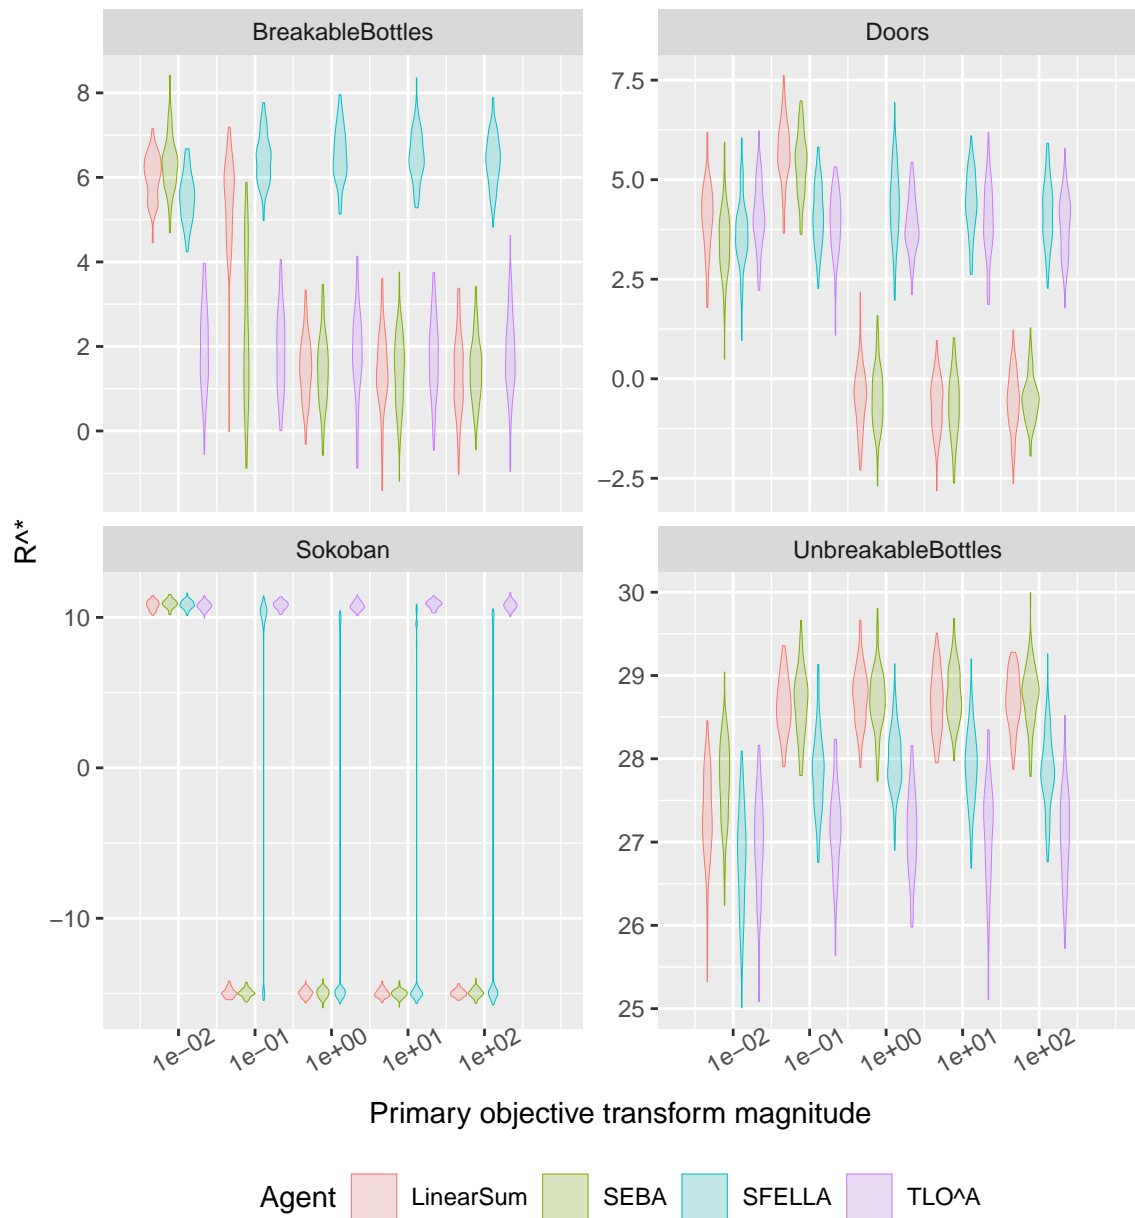 BreakableBottles
Doors
8
6
4
2
0
7.5
5.0
2.5
0.0
−2.5
R^*
Sokoban
UnbreakableBottles
10
0
−10
30
29
28
27
26
25
1e−02
1e−01
1e+00
1e+01
1e+02
1e−02
1e−01
1e+00
1e+01
1e+02
Primary objective transform magnitude
Agent LinearSum SEBA SFELLA TLO^A